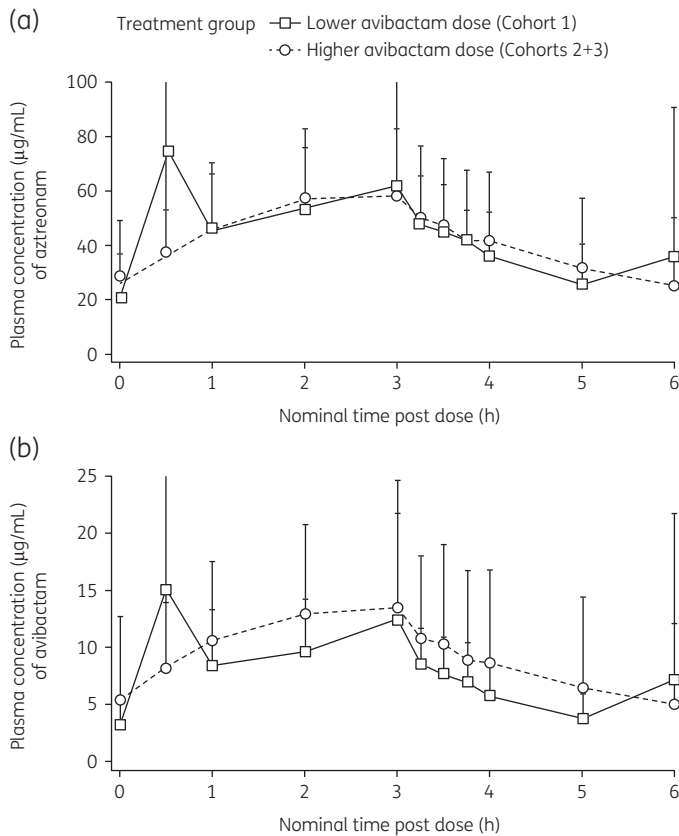 (a)
Treatment group
Lower avibactam dose (Cohort 1)
Higher avibactam dose (Cohorts 2+3)
100
80
60
40
20
0
Plasma concentration (µg/mL)
of aztreonam
0 1 2 3 4 5 6
Nominal time post dose (h)
(b)
25
20
15
10
5
0
Plasma concentration (µg/mL)
of avibactam
0 1 2 3 4 5 6
Nominal time post dose (h)